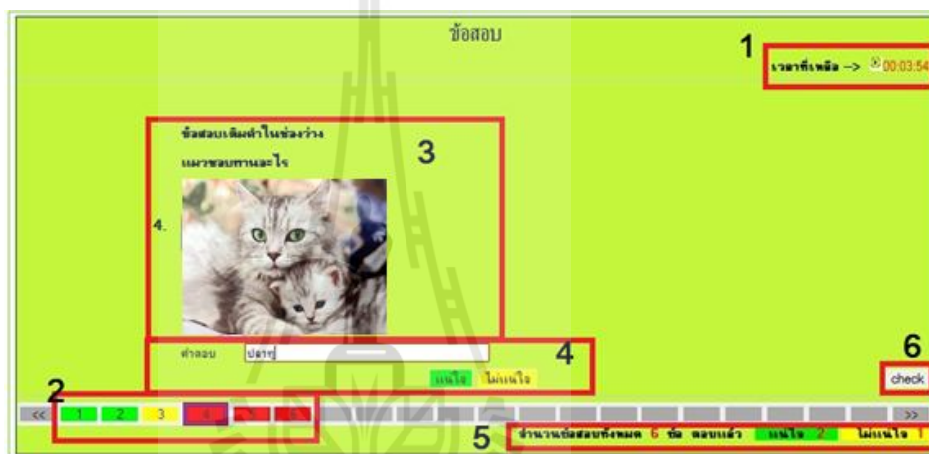 ข้อสอบ
1
เวลาที่เหลือ --> 00:03:54
ข้อสอบเติมคำในช่องว่าง
3
แมวชอบทานอะไร
4.
คำตอบ ปลาทู
4
แน่ใจ ไม่แน่ใจ
6
check
2
<< 1 2 3 4 >>
5
จำนวนข้อสอบทั้งหมด 6 ข้อ ตอบแล้ว แน่ใจ 2 ไม่แน่ใจ 1